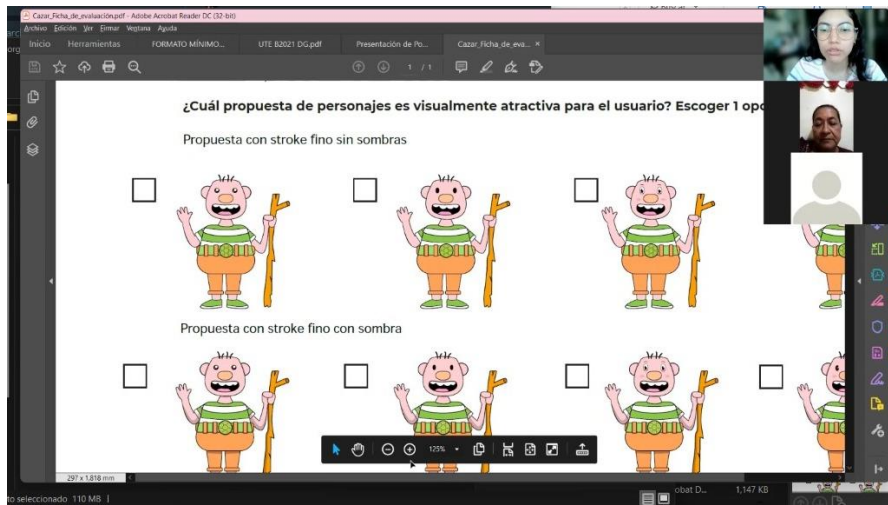 Cazar_Ficha_de_evaluación.pdf - Adobe Acrobat Reader DC (32-bit)
Archivo Edición Ver Firmar Ventana Ayuda
Inicio Herramientas FORMATO MÍNIMO... UTE B2021 DG.pdf Presentación de Po... Cazar_Ficha_de_eva... ×
1 / 1
¿Cuál propuesta de personajes es visualmente atractiva para el usuario? Escoger 1 opc
Propuesta con stroke fino sin sombras
Propuesta con stroke fino con sombra
125%
297 x 1,818 mm
to seleccionado 110 MB
obat D... 1,147 KB